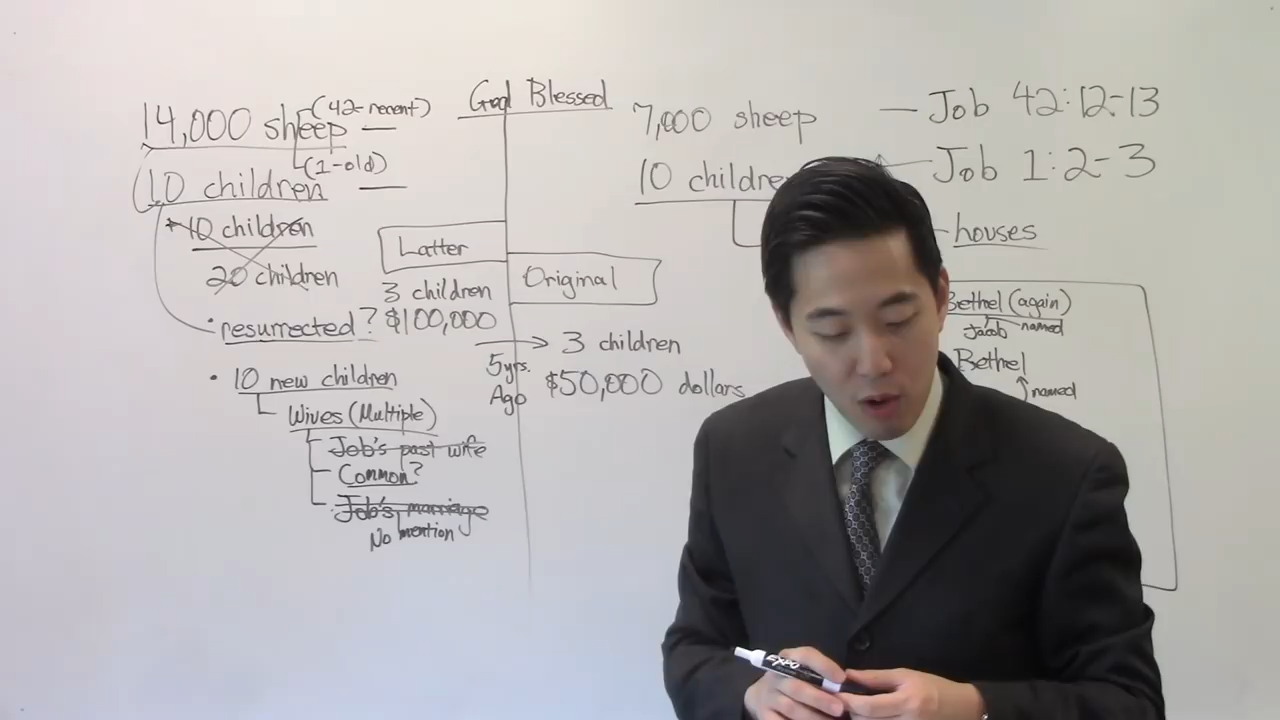 God Blessed
14,000 sheep
(42-recent)
(1-old)
10 children
10 children
20 children
resurrected?
10 new children
Wives (Multiple)
Job's past wife
Common?
Job's marriage
No mention
Latter
3 children
$100,000
5yrs.
Ago
Original
3 children
$50,000 dollars
7,000 sheep
10 children
Job 42:12-13
Job 1:2-3
houses
Bethel (again)
Jacob named
Bethel
named
EXPO